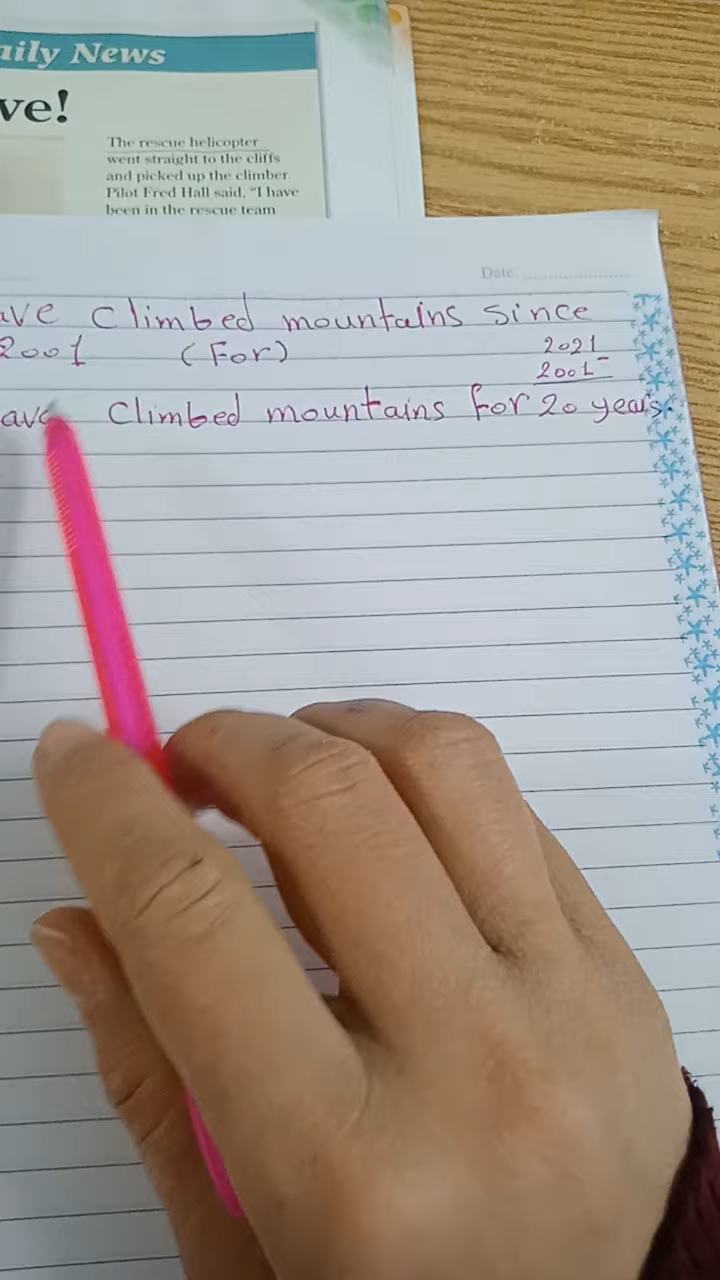 aily News
ve!
The rescue helicopter
went straight to the cliffs
and picked up the climber.
Pilot Fred Hall said, "I have
been in the rescue team
Date:
ave climbed mountains since
2001 (For) 2021
2001 -
ave climbed mountains for 20 years.